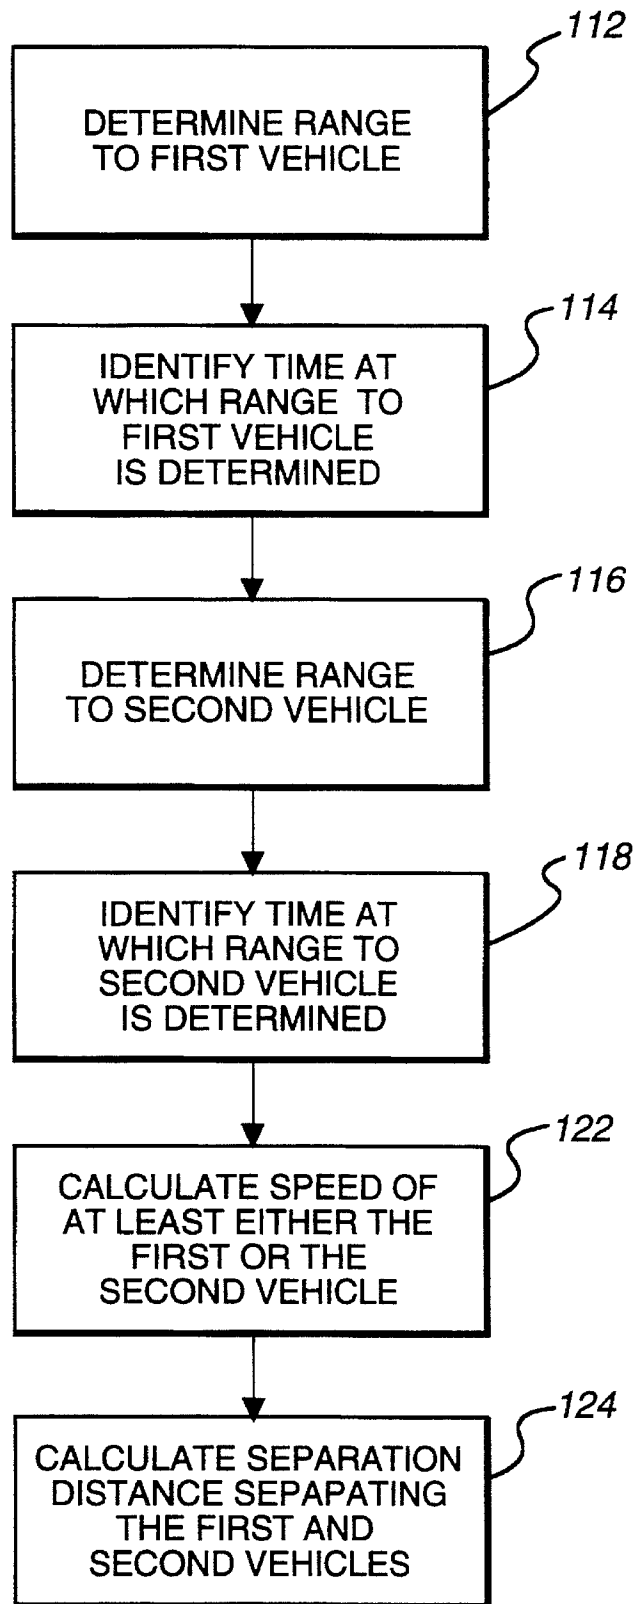 112
DETERMINE RANGE
TO FIRST VEHICLE
114
IDENTIFY TIME AT
WHICH RANGE TO
FIRST VEHICLE
IS DETERMINED
116
DETERMINE RANGE
TO SECOND VEHICLE
118
IDENTIFY TIME AT
WHICH RANGE TO
SECOND VEHICLE
IS DETERMINED
122
CALCULATE SPEED OF
AT LEAST EITHER THE
FIRST OR THE
SECOND VEHICLE
124
CALCULATE SEPARATION
DISTANCE SEPAPATING
THE FIRST AND
SECOND VEHICLES